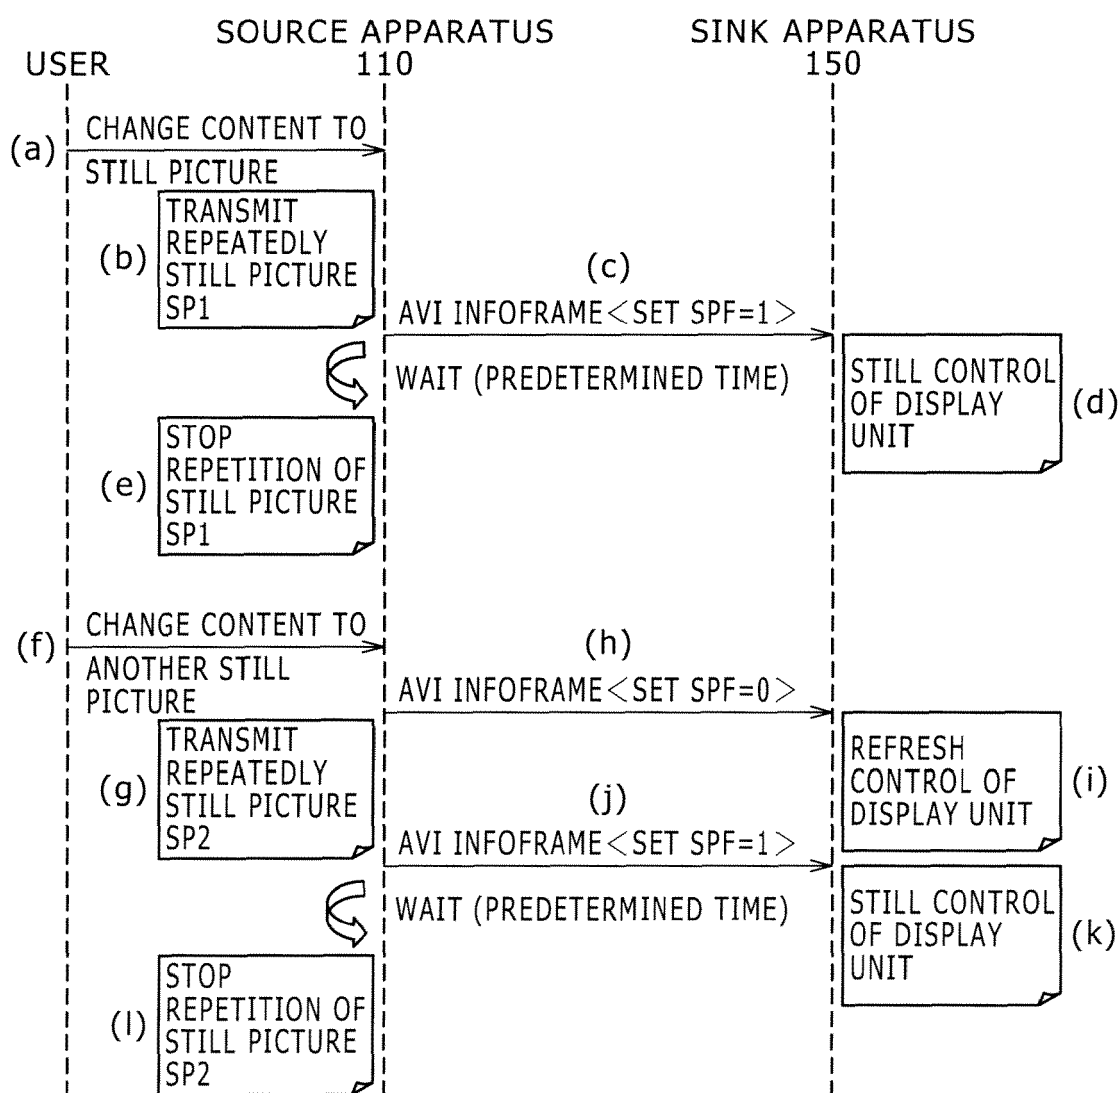 SOURCE APPARATUS
SINK APPARATUS
USER
110
150
(a)
CHANGE CONTENT TO
STILL PICTURE
(b)
TRANSMIT
REPEATEDLY
STILL PICTURE
SP1
(c)
AVI INFOFRAME<SET SPF=1>
WAIT (PREDETERMINED TIME)
STILL CONTROL
OF DISPLAY
UNIT
(d)
(e)
STOP
REPETITION OF
STILL PICTURE
SP1
(f)
CHANGE CONTENT TO
ANOTHER STILL
PICTURE
(h)
AVI INFOFRAME<SET SPF=0>
(g)
TRANSMIT
REPEATEDLY
STILL PICTURE
SP2
REFRESH
CONTROL OF
DISPLAY UNIT
(i)
(j)
AVI INFOFRAME<SET SPF=1>
WAIT (PREDETERMINED TIME)
STILL CONTROL
OF DISPLAY
UNIT
(k)
(l)
STOP
REPETITION OF
STILL PICTURE
SP2